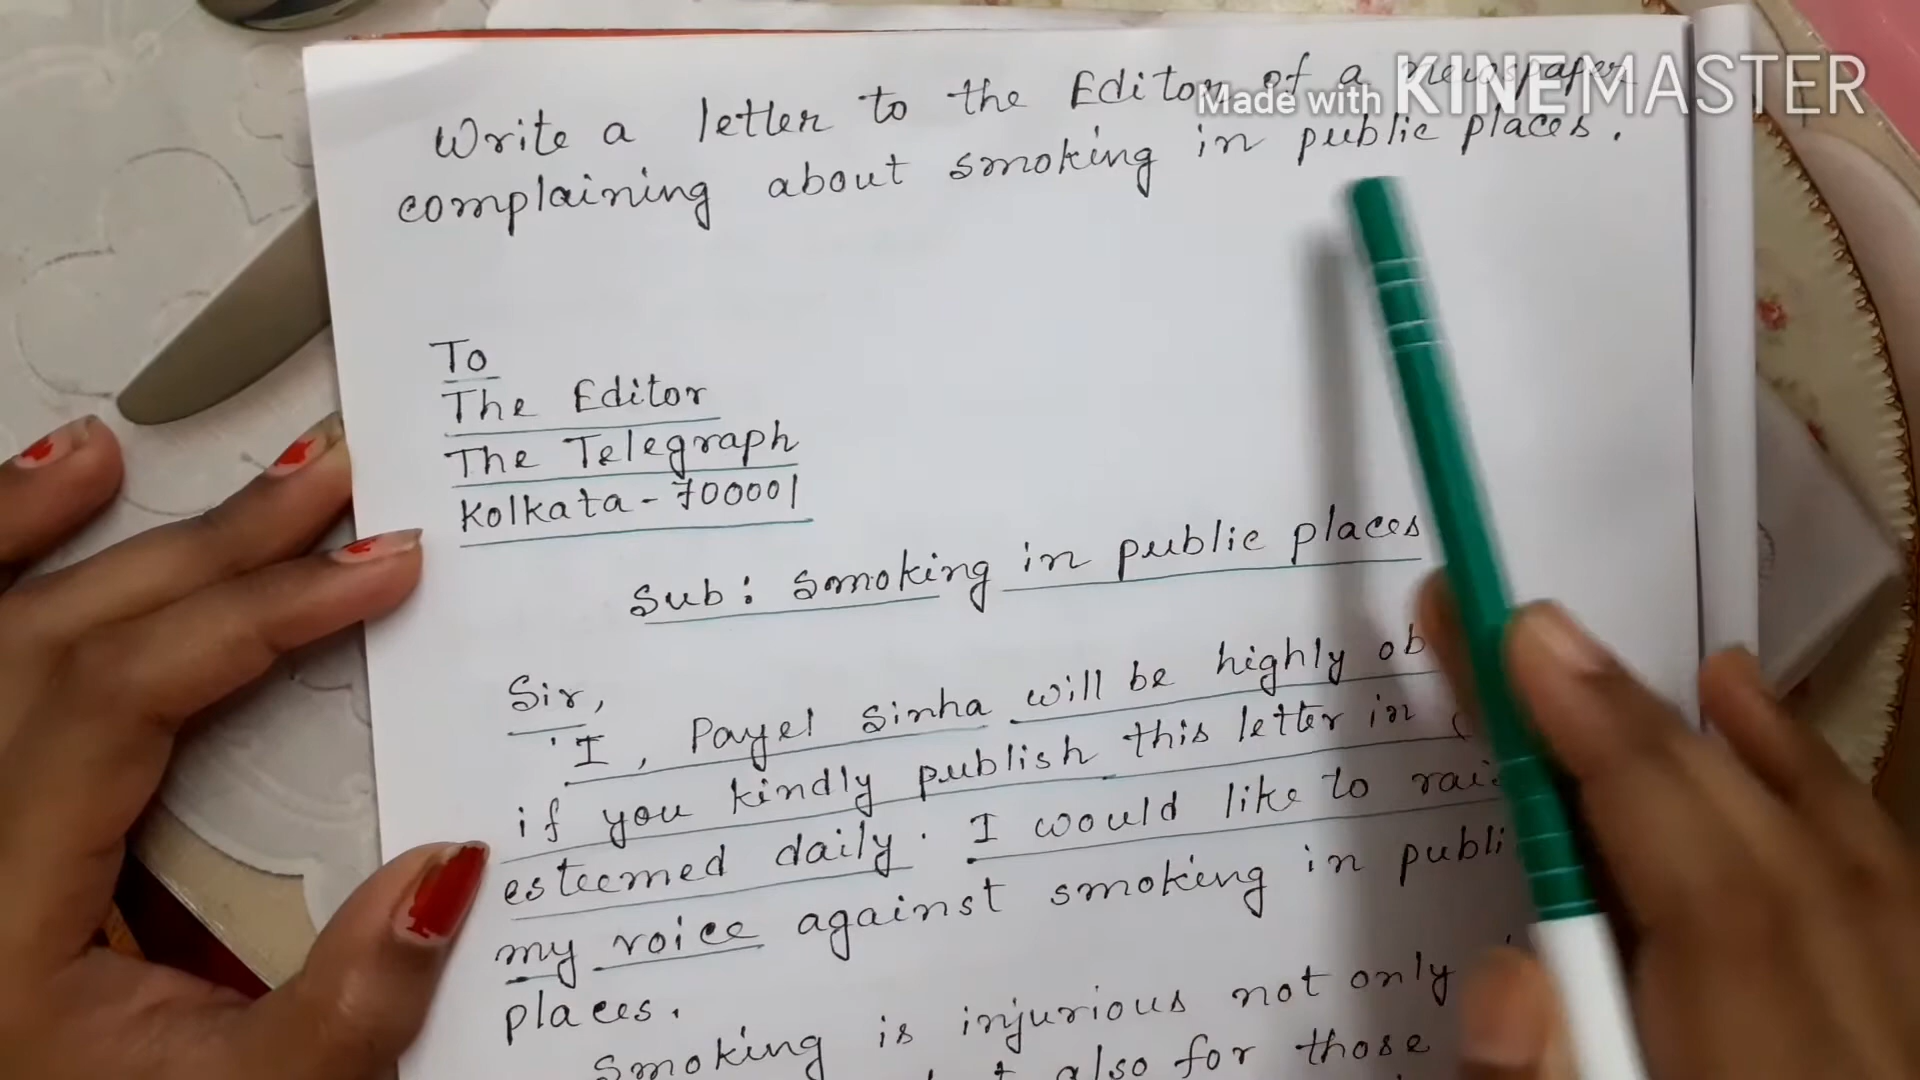 Write a letter to the Editor of a newspaper
complaining about smoking in public places.
Made with KINEMASTER
To
The Editor
The Telegraph
Kolkata - 700001
Sub: Smoking in public places
Sir,
I, Payel Sinha will be highly
if you kindly publish this letter in
esteemed daily. I would like to
my voice against smoking in
places.
Smoking is injurious not only
also for those